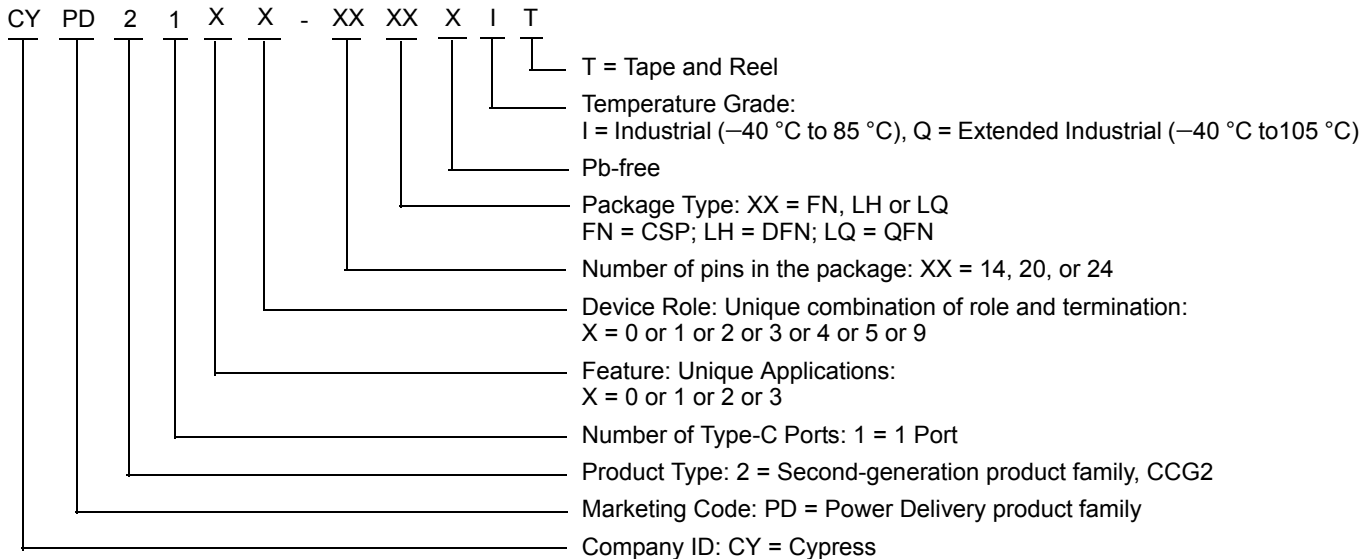 CY PD 2 1 X X - XX XX X I T
T = Tape and Reel
Temperature Grade:
I = Industrial (–40 °C to 85 °C), Q = Extended Industrial (–40 °C to105 °C)
Pb-free
Package Type: XX = FN, LH or LQ
FN = CSP; LH = DFN; LQ = QFN
Number of pins in the package: XX = 14, 20, or 24
Device Role: Unique combination of role and termination:
X = 0 or 1 or 2 or 3 or 4 or 5 or 9
Feature: Unique Applications:
X = 0 or 1 or 2 or 3
Number of Type-C Ports: 1 = 1 Port
Product Type: 2 = Second-generation product family, CCG2
Marketing Code: PD = Power Delivery product family
Company ID: CY = Cypress